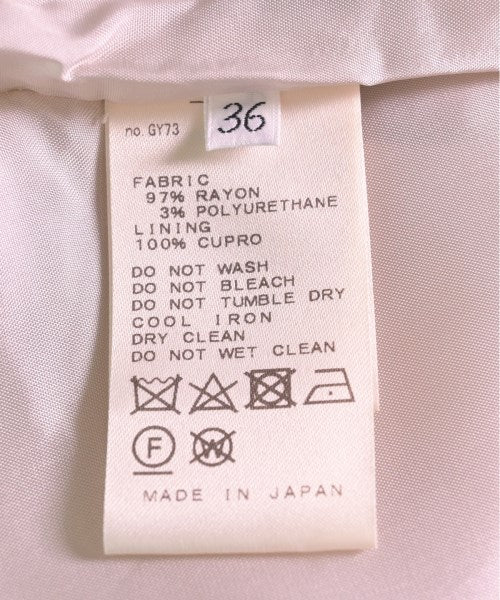 36
no. GY73
FABRIC
97% RAYON
3% POLYURETHANE
LINING
100% CUPRO
DO NOT WASH
DO NOT BLEACH
DO NOT TUMBLE DRY
COOL IRON
DRY CLEAN
DO NOT WET CLEAN
F W
MADE IN JAPAN